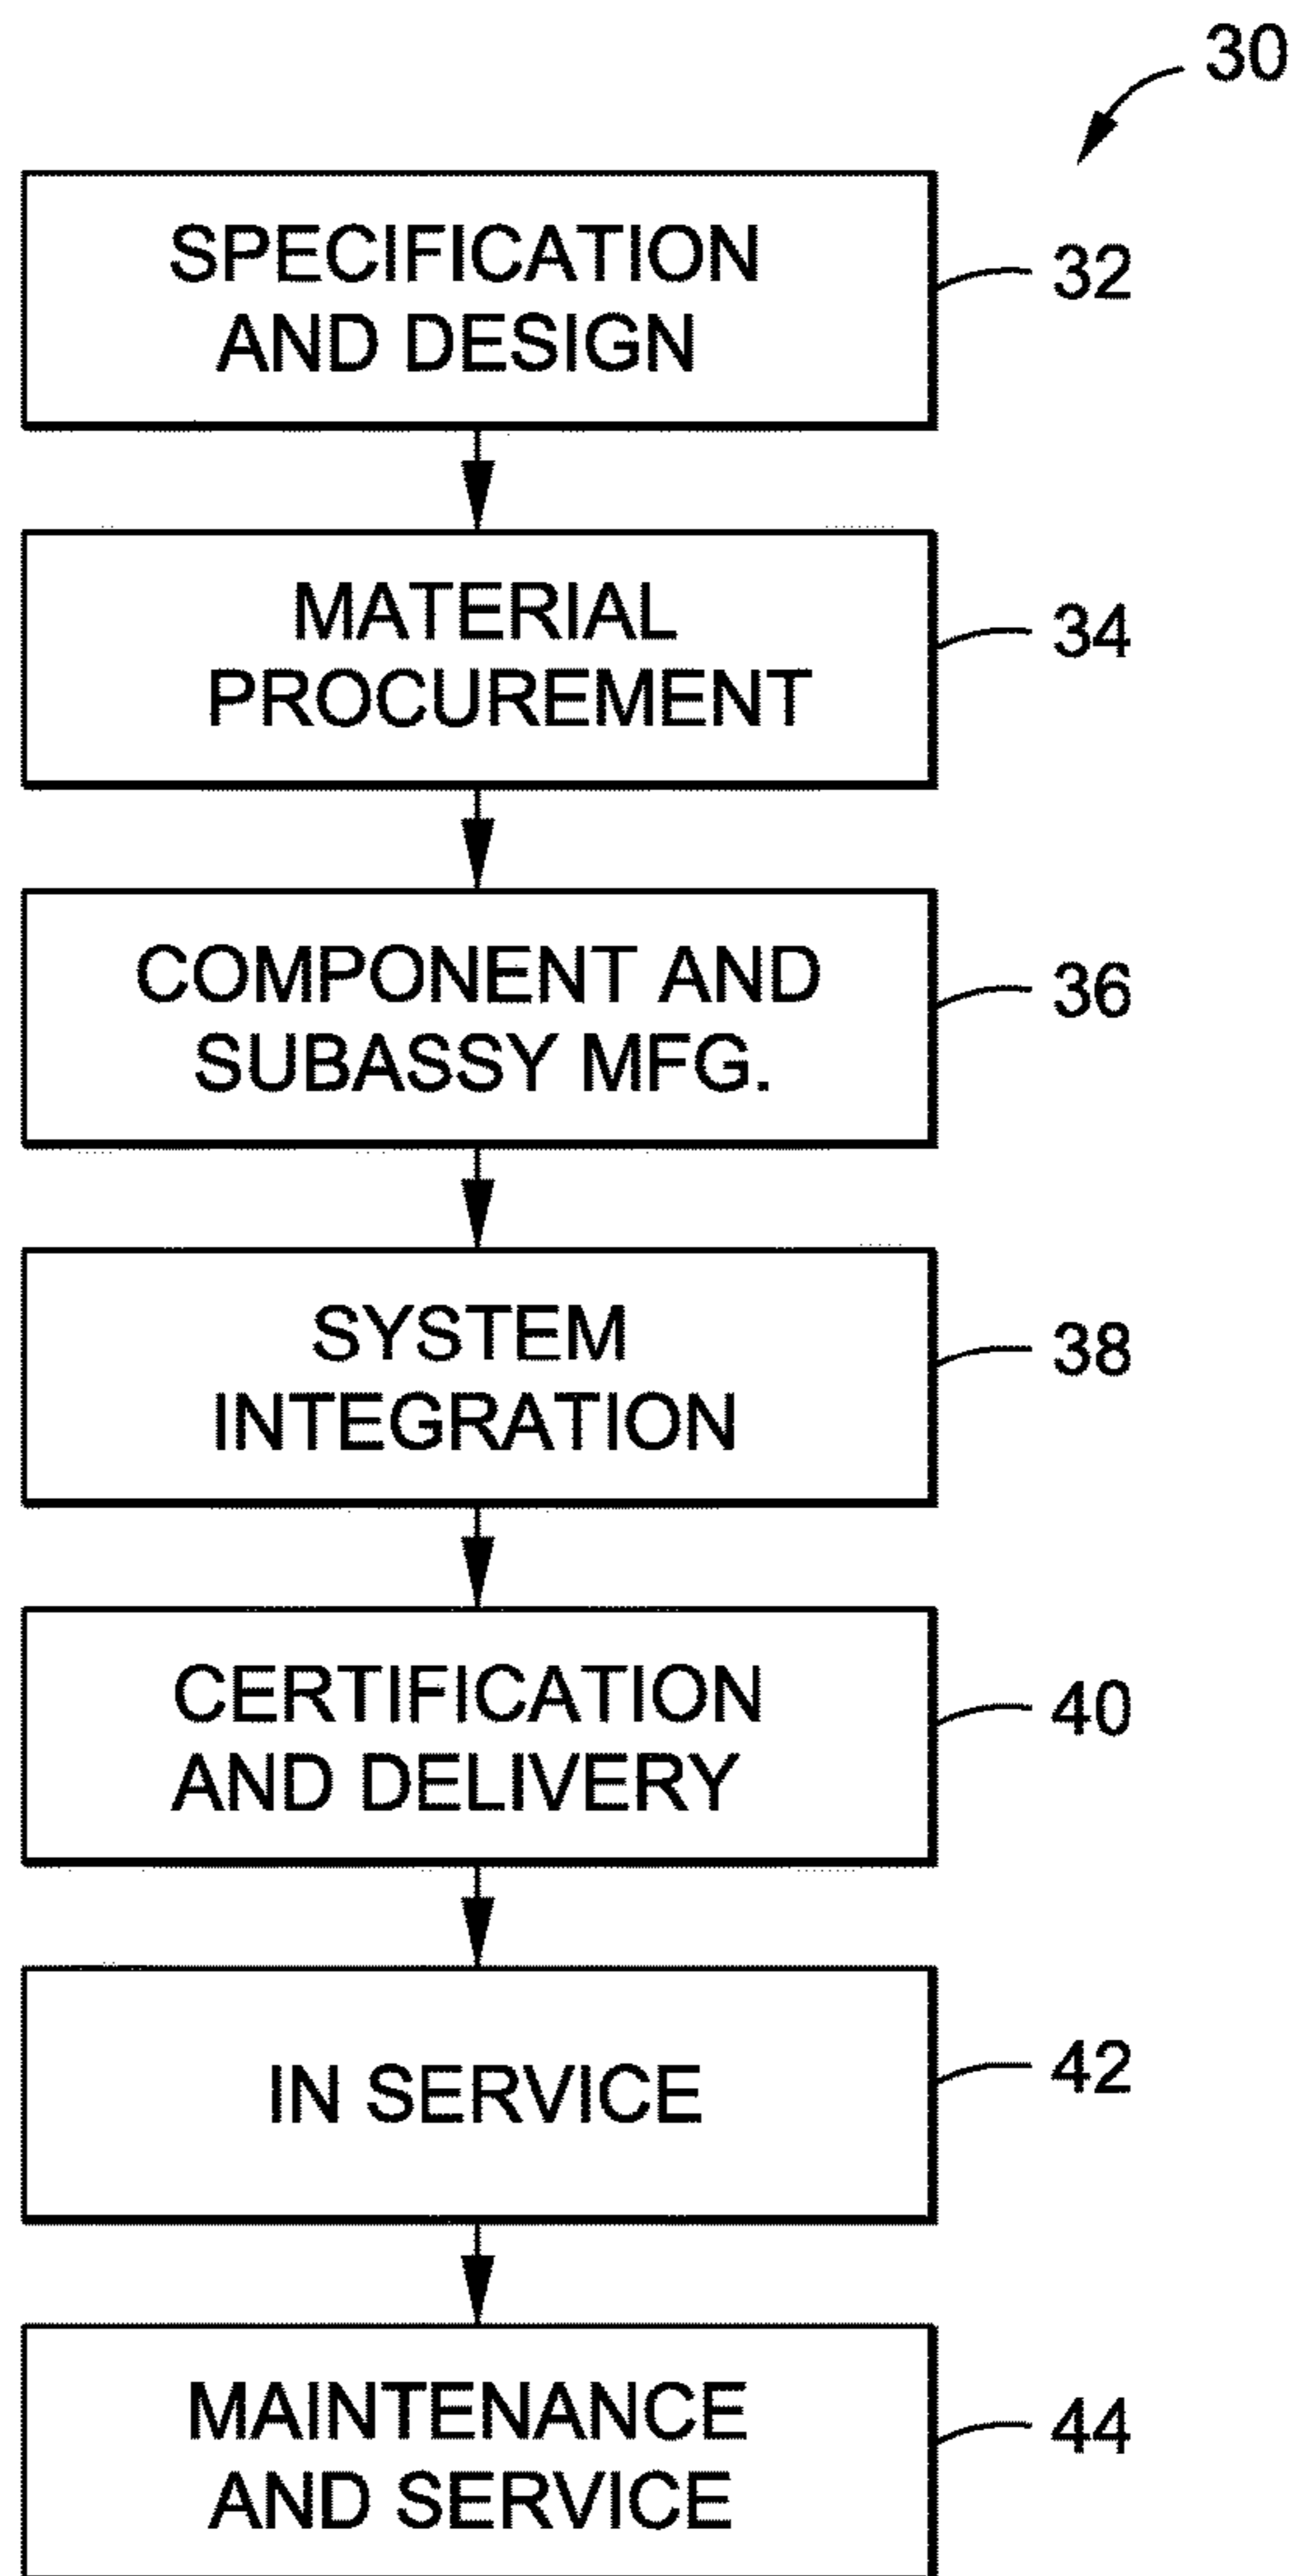 30
SPECIFICATION
AND DESIGN
32
MATERIAL
PROCUREMENT
34
COMPONENT AND
SUBASSY MFG.
36
SYSTEM
INTEGRATION
38
CERTIFICATION
AND DELIVERY
40
IN SERVICE
42
MAINTENANCE
AND SERVICE
44